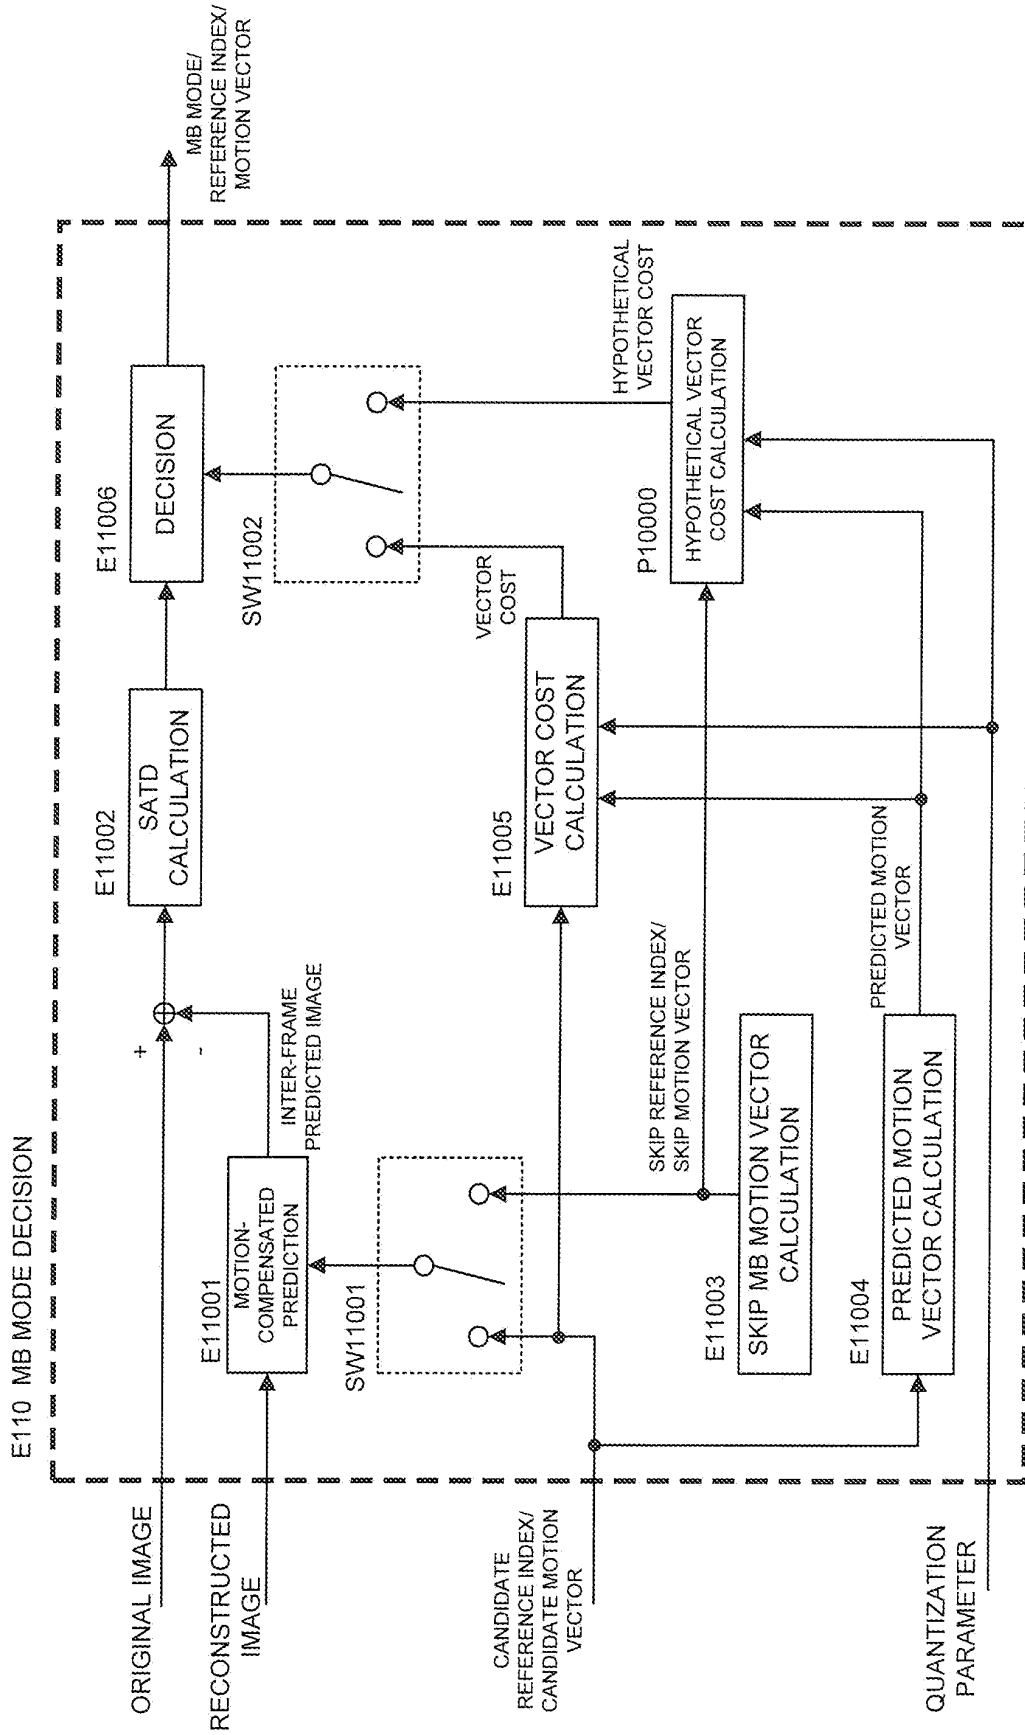 E110 MB MODE DECISION
ORIGINAL IMAGE
RECONSTRUCTED
IMAGE
CANDIDATE
REFERENCE INDEX/
CANDIDATE MOTION
VECTOR
QUANTIZATION
PARAMETER
+
-
E11001
MOTION-
COMPENSATED
PREDICTION
INTER-FRAME
PREDICTED IMAGE
SW11001
E11003
SKIP MB MOTION VECTOR
CALCULATION
SKIP REFERENCE INDEX/
SKIP MOTION VECTOR
E11004
PREDICTED MOTION
VECTOR CALCULATION
PREDICTED MOTION
VECTOR
E11002
SATD
CALCULATION
E11005
VECTOR COST
CALCULATION
VECTOR
COST
E11006
DECISION
SW11002
P10000
HYPOTHETICAL VECTOR
COST CALCULATION
HYPOTHETICAL
VECTOR COST
MB MODE/
REFERENCE INDEX/
MOTION VECTOR